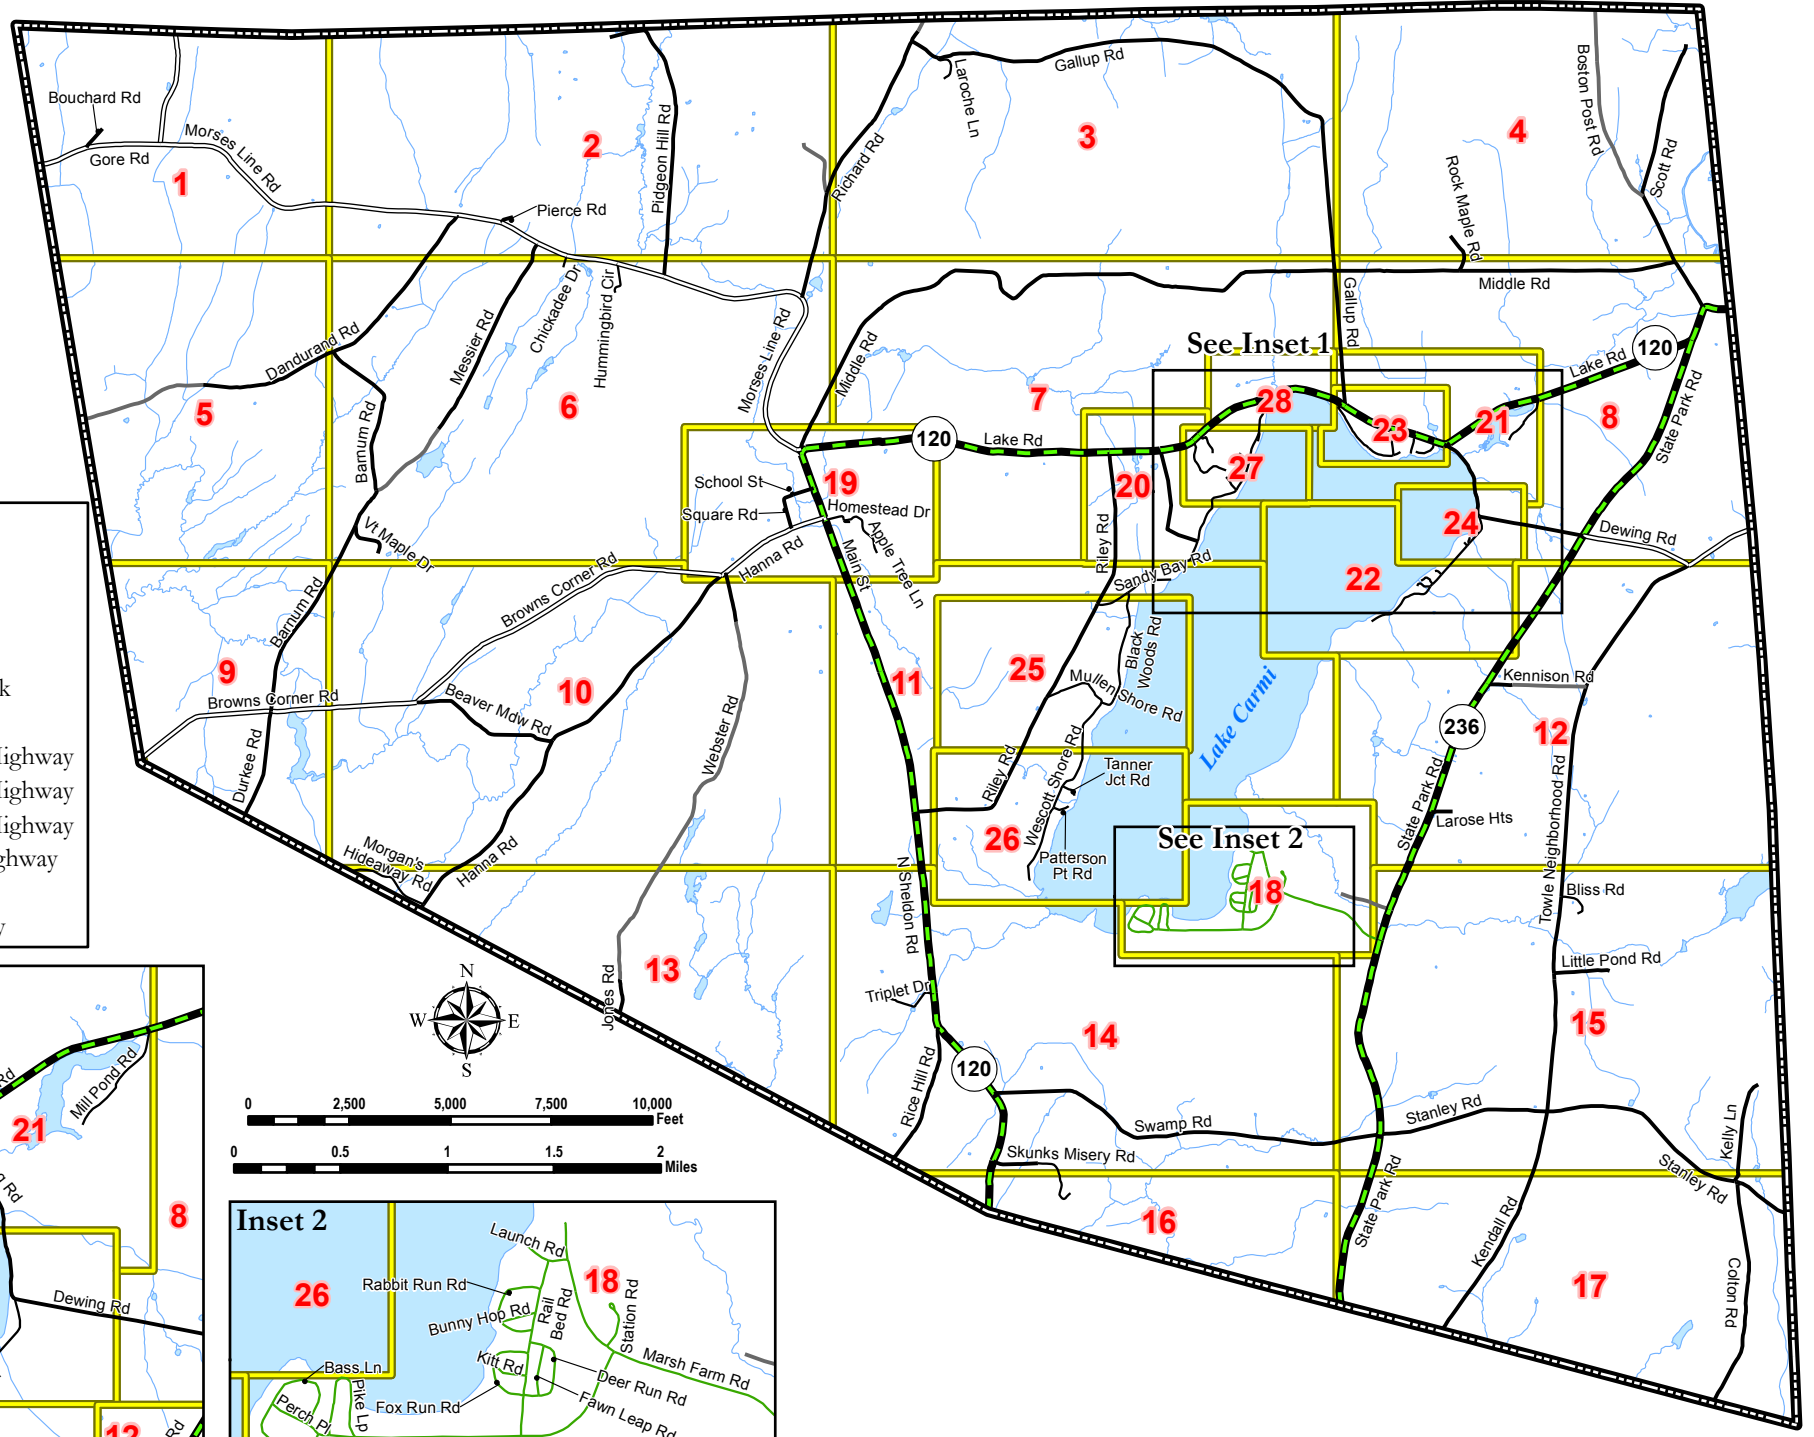 Bouchard Rd
Gore Rd
Morses Line Rd
1
2
Pierce Rd
Pidgeon Hill Rd
Richard Rd
Laroche Ln
Gallup Rd
3
4
Boston Post Rd
Scott Rd
Rock Maple Rd
Middle Rd
Gallup Rd
Chickadee Dr
Hummingbird Cir
Messier Rd
Dandurand Rd
5
6
Barnum Rd
Morses Line Rd
Middle Rd
7
See Inset 1
28
23
21
Lake Rd
120
8
State Park Rd
120
Lake Rd
27
20
19
School St
Square Rd
Homestead Dr
Apple Tree Ln
Hanna Rd
Main St
Riley Rd
Sandy Bay Rd
24
22
Dewing Rd
Vt Maple Dr
Barnum Rd
Browns Corner Rd
9
Browns Corner Rd
Beaver Mdw Rd
10
Webster Rd
11
25
Black
Woods Rd
Mullen Shore Rd
Lake Carmi
Kennison Rd
236
12
Durkee Rd
Riley Rd
Wescott Shore Rd
Tanner
Jct Rd
26
Patterson
Pt Rd
See Inset 2
18
State Park Rd
Larose Hts
Towle Neighborhood Rd
Bliss Rd
Morgan's
Hideaway Rd
Hanna Rd
N Sheldon Rd
Little Pond Rd
13
Jones Rd
Triplet Dr
14
15
120
Rice Hill Rd
Swamp Rd
Stanley Rd
Kelly Ln
Skunks Misery Rd
Stanley Rd
16
State Park Rd
Kendall Rd
17
Colton Rd
k
Highway
Highway
Highway
ghway
y
N
W
E
S
0 2,500 5,000 7,500 10,000
Feet
0 0.5 1 1.5 2
Miles
Rd
Mill Pond Rd
21
g Rd
8
Dewing Rd
12
Rd
Inset 2
26
Launch Rd
Rabbit Run Rd
Bunny Hop Rd
Rail
Bed Rd
18
Station Rd
Kitt Rd
Marsh Farm Rd
Deer Run Rd
Fawn Leap Rd
Bass Ln
Pike Lp
Fox Run Rd
Perch Pl